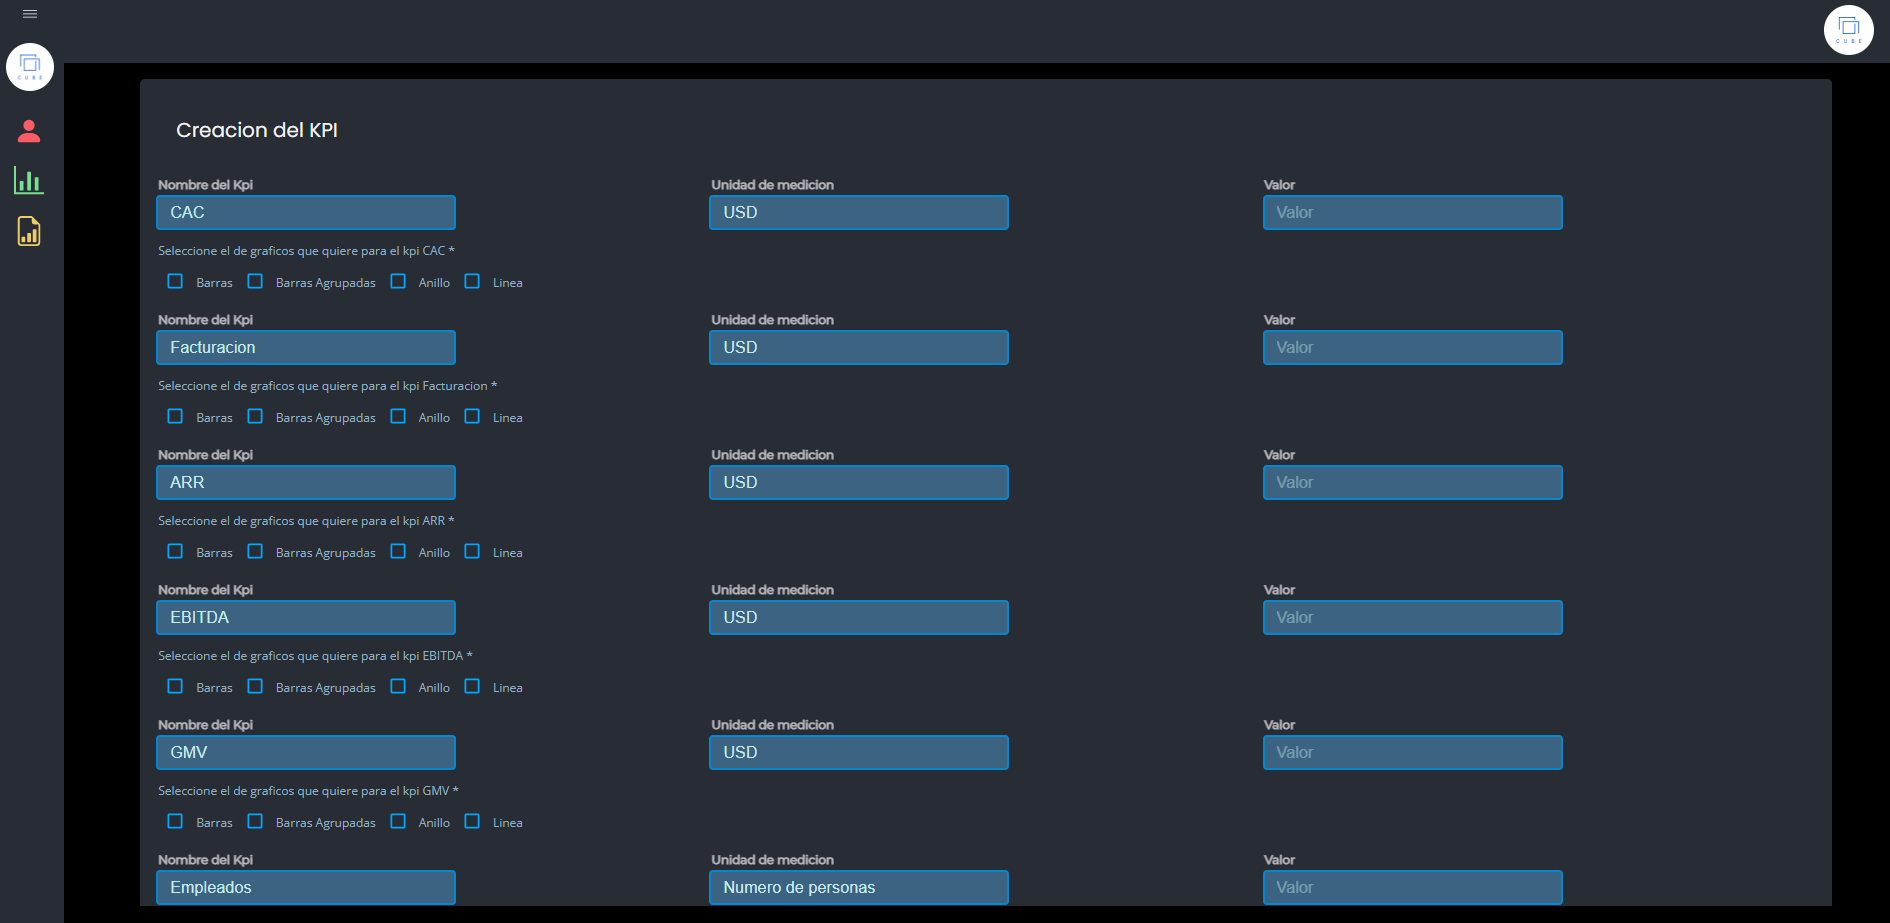 CUBE
CUBE
Creacion del KPI
Nombre del Kpi Unidad de medicion Valor
CAC USD Valor
Seleccione el de graficos que quiere para el kpi CAC *
Barras Barras Agrupadas Anillo Linea
Nombre del Kpi Unidad de medicion Valor
Facturacion USD Valor
Seleccione el de graficos que quiere para el kpi Facturacion *
Barras Barras Agrupadas Anillo Linea
Nombre del Kpi Unidad de medicion Valor
ARR USD Valor
Seleccione el de graficos que quiere para el kpi ARR *
Barras Barras Agrupadas Anillo Linea
Nombre del Kpi Unidad de medicion Valor
EBITDA USD Valor
Seleccione el de graficos que quiere para el kpi EBITDA *
Barras Barras Agrupadas Anillo Linea
Nombre del Kpi Unidad de medicion Valor
GMV USD Valor
Seleccione el de graficos que quiere para el kpi GMV *
Barras Barras Agrupadas Anillo Linea
Nombre del Kpi Unidad de medicion Valor
Empleados Numero de personas Valor